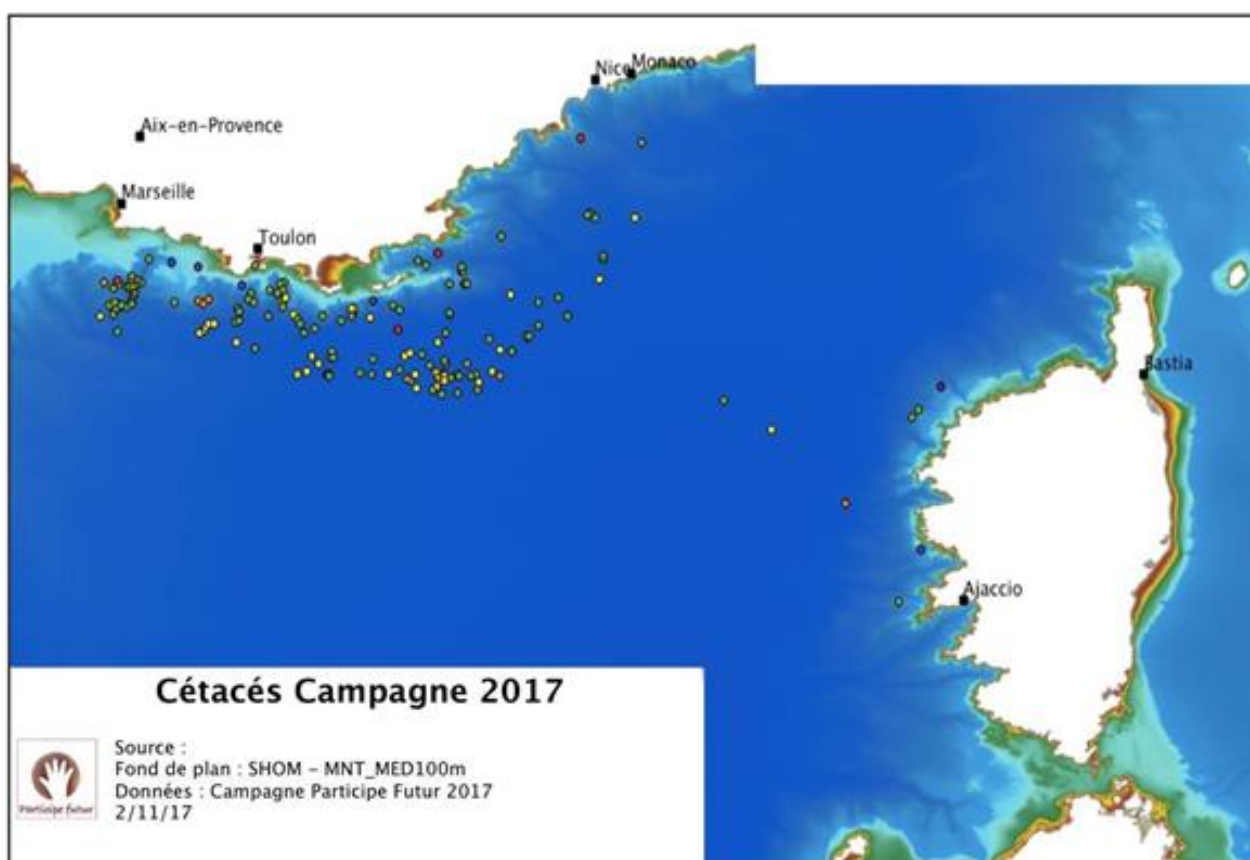 Nice
Monaco
Aix-en-Provence
Marseille
Toulon
Bastia
Ajaccio
Cétacés Campagne 2017
Source :
Fond de plan : SHOM - MNT_MED100m
Données : Campagne Participe Futur 2017
2/11/17
Participe futur